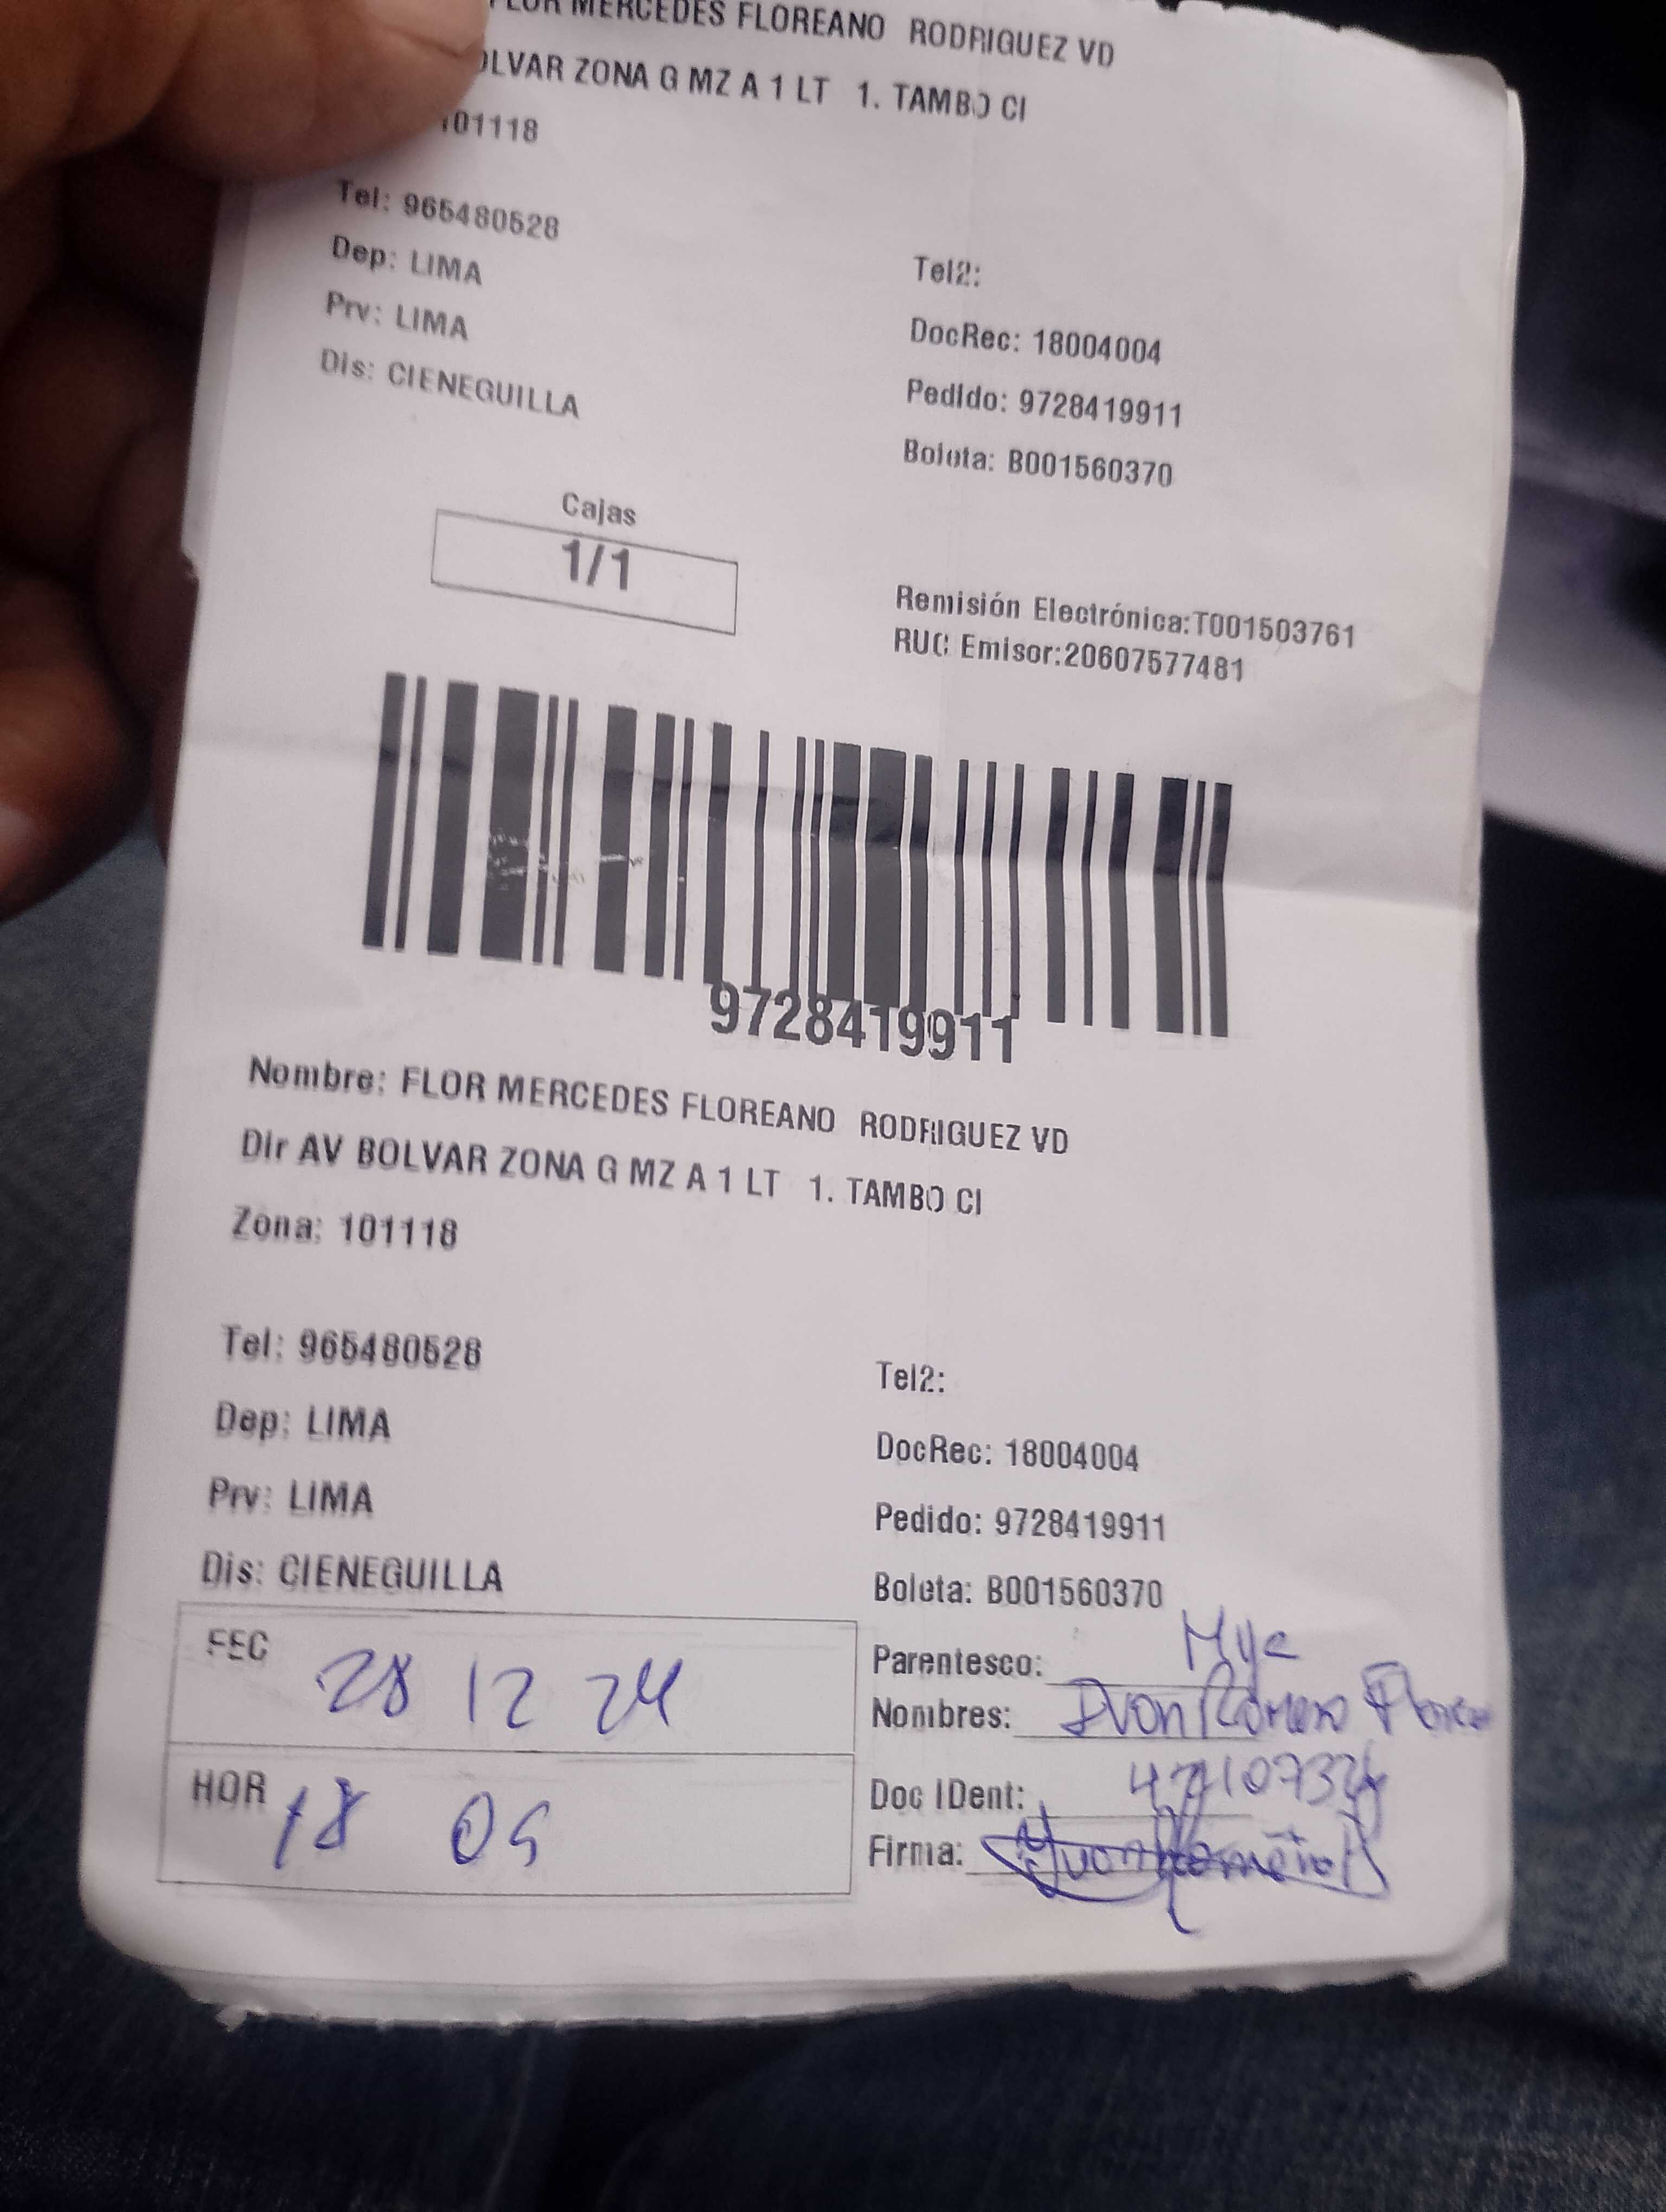 FLOR MERCEDES FLOREANO RODRIGUEZ VD
OLVAR ZONA G MZ A 1 LT 1. TAMBO CI
101118
Tel: 965480528
Dep: LIMA
Prv: LIMA
Dis: CIENEGUILLA
Tel2:
DocRec: 18004004
Pedido: 9728419911
Boleta: B001560370
Cajas
1/1
Remisión Electrónica:T001503761
RUC Emisor:20607577481
9728419911
Nombre: FLOR MERCEDES FLOREANO RODRIGUEZ VD
Dir AV BOLVAR ZONA G MZ A 1 LT 1. TAMBO CI
Zona: 101118
Tel: 965480528
Dep: LIMA
Prv: LIMA
Dis: CIENEGUILLA
Tel2:
DocRec: 18004004
Pedido: 9728419911
Boleta: B001560370
FEC 28 12 24
HOR 18 05
Parentesco: Hija
Nombres: Ivon Romero
Doc IDent:
Firma: